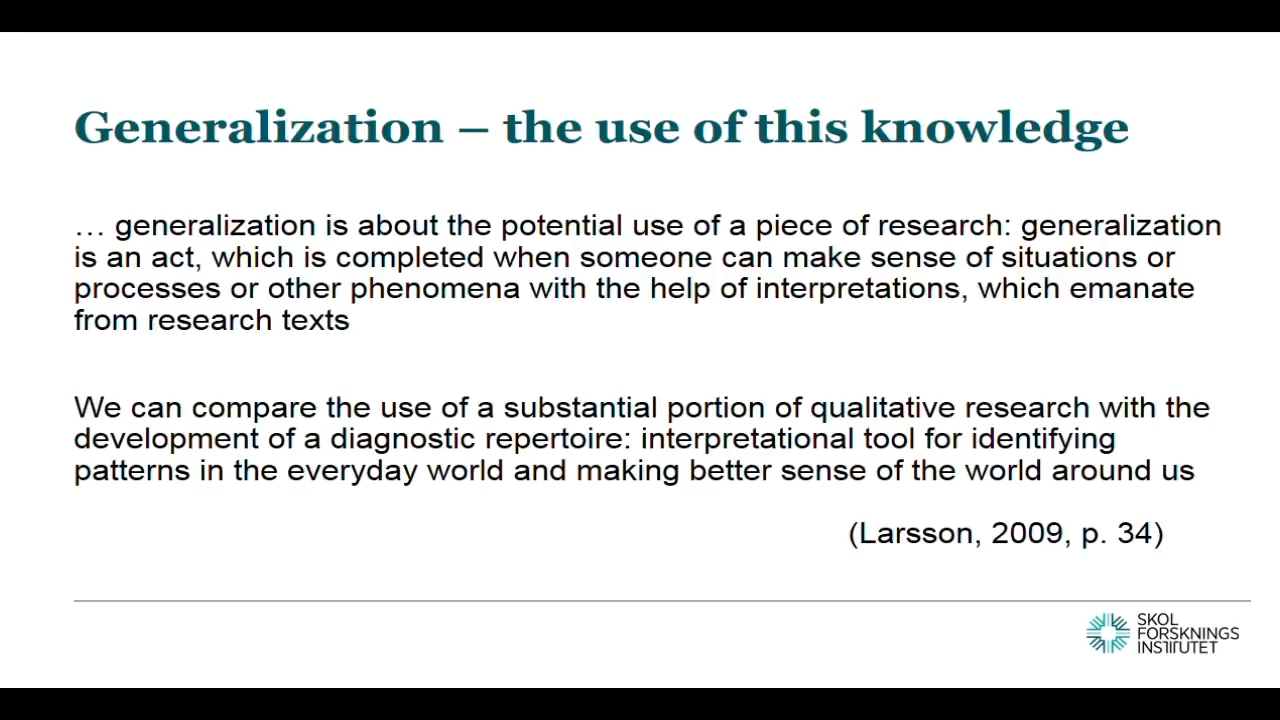 Generalization – the use of this knowledge
… generalization is about the potential use of a piece of research: generalization
is an act, which is completed when someone can make sense of situations or
processes or other phenomena with the help of interpretations, which emanate
from research texts
We can compare the use of a substantial portion of qualitative research with the
development of a diagnostic repertoire: interpretational tool for identifying
patterns in the everyday world and making better sense of the world around us
(Larsson, 2009, p. 34)
SKOL
FORSKNINGS
INSTITUTET